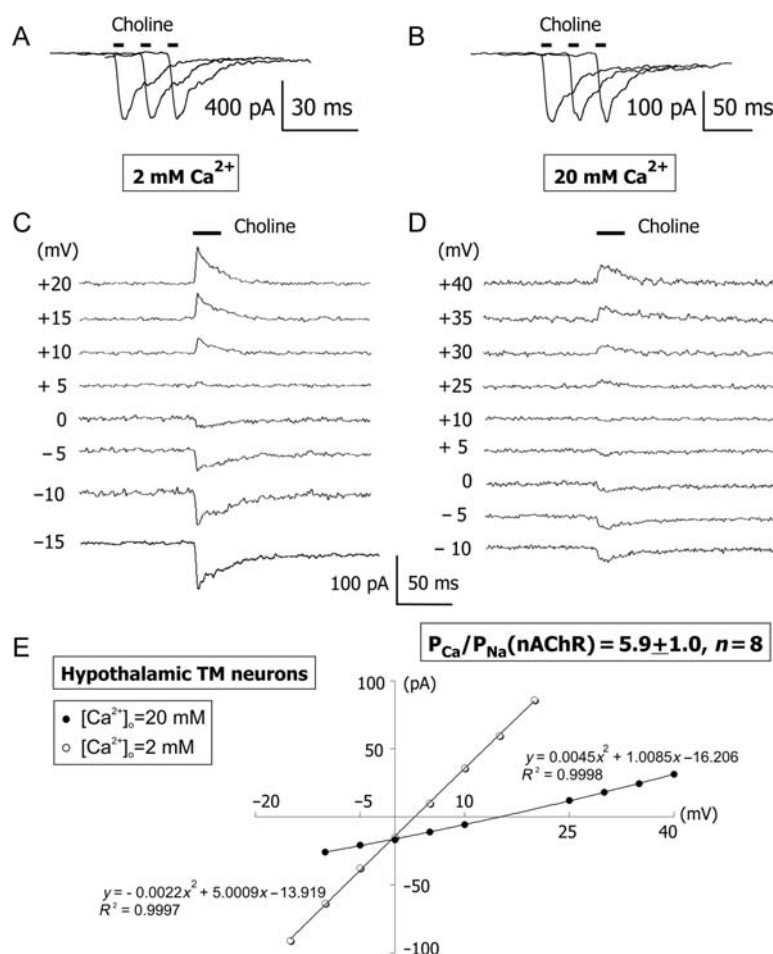 A
Choline
400 pA
30 ms
2 mM Ca²⁺
B
Choline
100 pA
50 ms
20 mM Ca²⁺
C
Choline
(mV)
+20
+15
+10
+ 5
0
− 5
−10
−15
D
Choline
+40
+35
+30
+25
+10
+ 5
0
− 5
− 10
100 pA
50 ms
E
P_Ca/P_Na(nAChR) = 5.9±1.0, n = 8
Hypothalamic TM neurons
[Ca²⁺]ₒ=20 mM
[Ca²⁺]ₒ=2 mM
100
(pA)
50
y = 0.0045x² + 1.0085x−16.206
R² = 0.9998
−20
−5
10
25
40
(mV)
y = - 0.0022x² + 5.0009x−13.919
R² = 0.9997
−50
−100